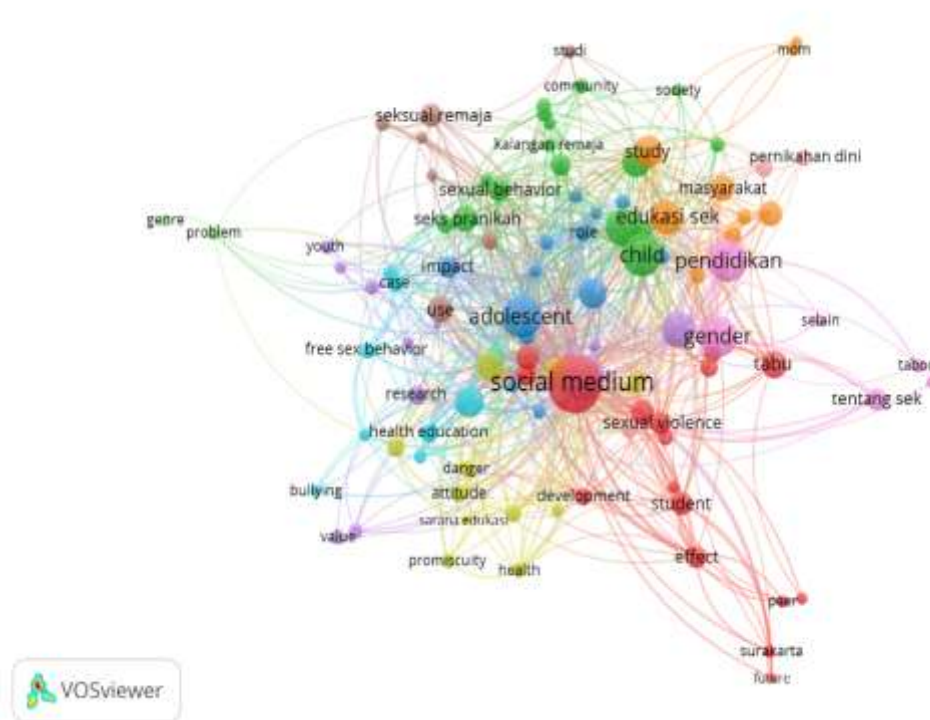 studi
mom
community
society
seksual remaja
kalangan remaja
study
pernikahan dini
sexual behavior
masyarakat
seks pranikah
edukasi sek
genre
problem
role
youth
child
pendidikan
impact
case
use
adolescent
selain
gender
free sex behavior
tabu
social medium
research
tentang sek
sexual violence
health education
danger
bullying
attitude
development
student
sarana edukasi
value
effect
promiscuity
health
peer
surakarta
future
VOSviewer